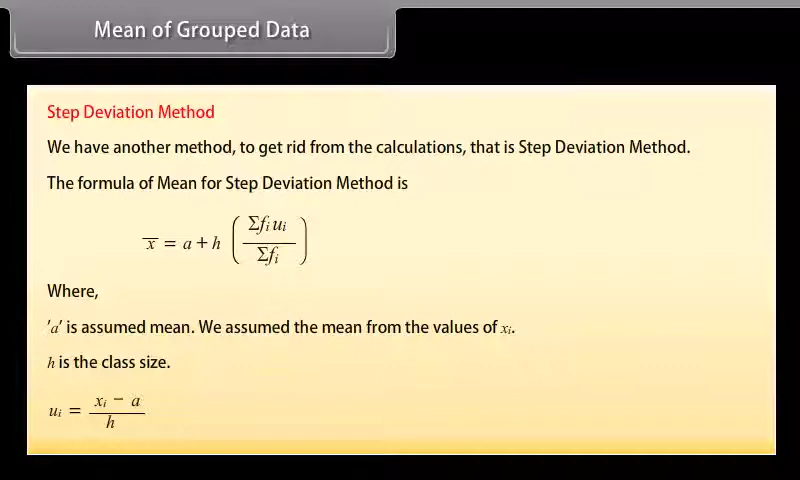 Mean of Grouped Data
Step Deviation Method
We have another method, to get rid from the calculations, that is Step Deviation Method.
The formula of Mean for Step Deviation Method is
x̅ = a + h (Σfᵢuᵢ / Σfᵢ)
Where,
'a' is assumed mean. We assumed the mean from the values of xᵢ.
h is the class size.
uᵢ = (xᵢ − a) / h